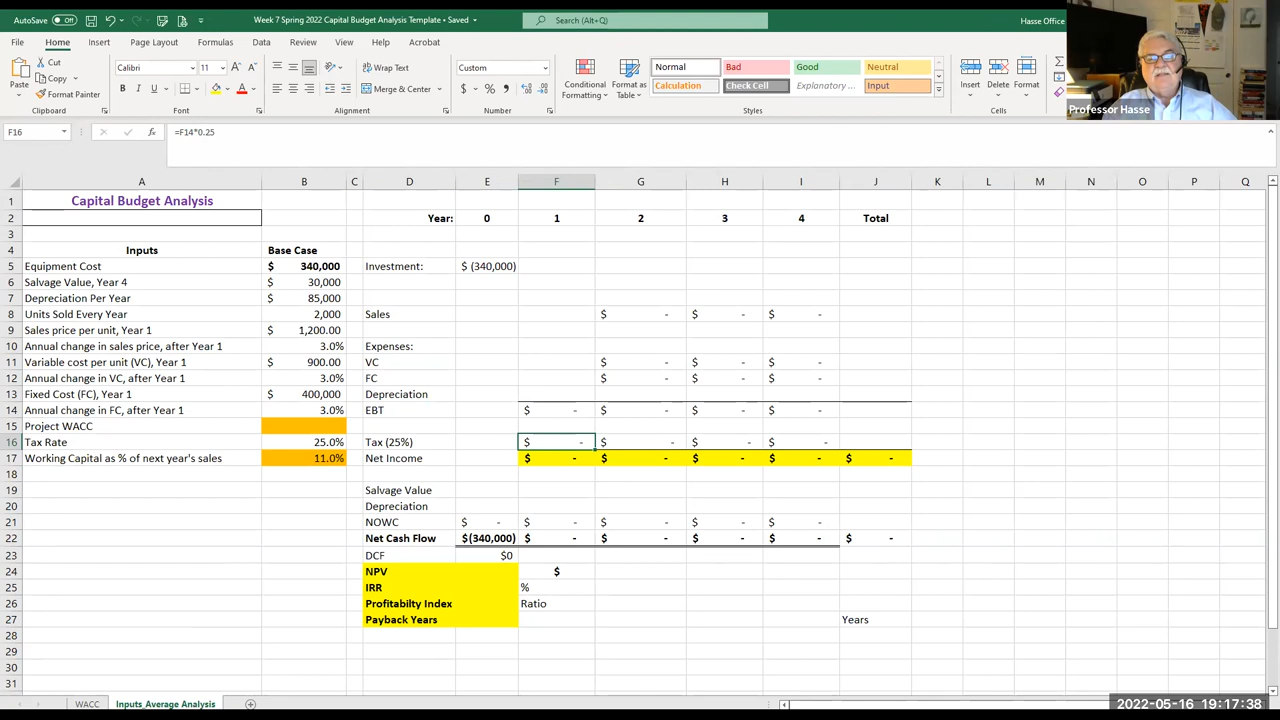 AutoSave Off Week 7 Spring 2022 Capital Budget Analysis Template • Saved Search (Alt+Q) Hasse Office
File Home Insert Page Layout Formulas Data Review View Help Acrobat
Paste Cut Copy Format Painter Clipboard
Calibri 11 A A B I U A Font
Wrap Text Merge & Center Alignment
Custom $ % Number
Conditional Formatting Format as Table Normal Bad Good Neutral Calculation Check Cell Explanatory ... Input Styles
Insert Delete Format Cells
Professor Hasse
F16 fx =F14*0.25
A B C D E F G H I J K L M N O P Q
1 Capital Budget Analysis
2 Year: 0 1 2 3 4 Total
3
4 Inputs Base Case
5 Equipment Cost $ 340,000 Investment: $ (340,000)
6 Salvage Value, Year 4 $ 30,000
7 Depreciation Per Year $ 85,000
8 Units Sold Every Year 2,000 Sales $ - $ - $ -
9 Sales price per unit, Year 1 $ 1,200.00
10 Annual change in sales price, after Year 1 3.0% Expenses:
11 Variable cost per unit (VC), Year 1 $ 900.00 VC $ - $ - $ -
12 Annual change in VC, after Year 1 3.0% FC $ - $ - $ -
13 Fixed Cost (FC), Year 1 $ 400,000 Depreciation
14 Annual change in FC, after Year 1 3.0% EBT $ - $ - $ - $ -
15 Project WACC
16 Tax Rate 25.0% Tax (25%) $ - $ - $ - $ -
17 Working Capital as % of next year's sales 11.0% Net Income $ - $ - $ - $ - $ -
18
19 Salvage Value
20 Depreciation
21 NOWC $ - $ - $ - $ - $ -
22 Net Cash Flow $(340,000) $ - $ - $ - $ - $ -
23 DCF $0
24 NPV $
25 IRR %
26 Profitabilty Index Ratio
27 Payback Years Years
28
29
30
31
WACC Inputs_Average Analysis
2022-05-16 19:17:38